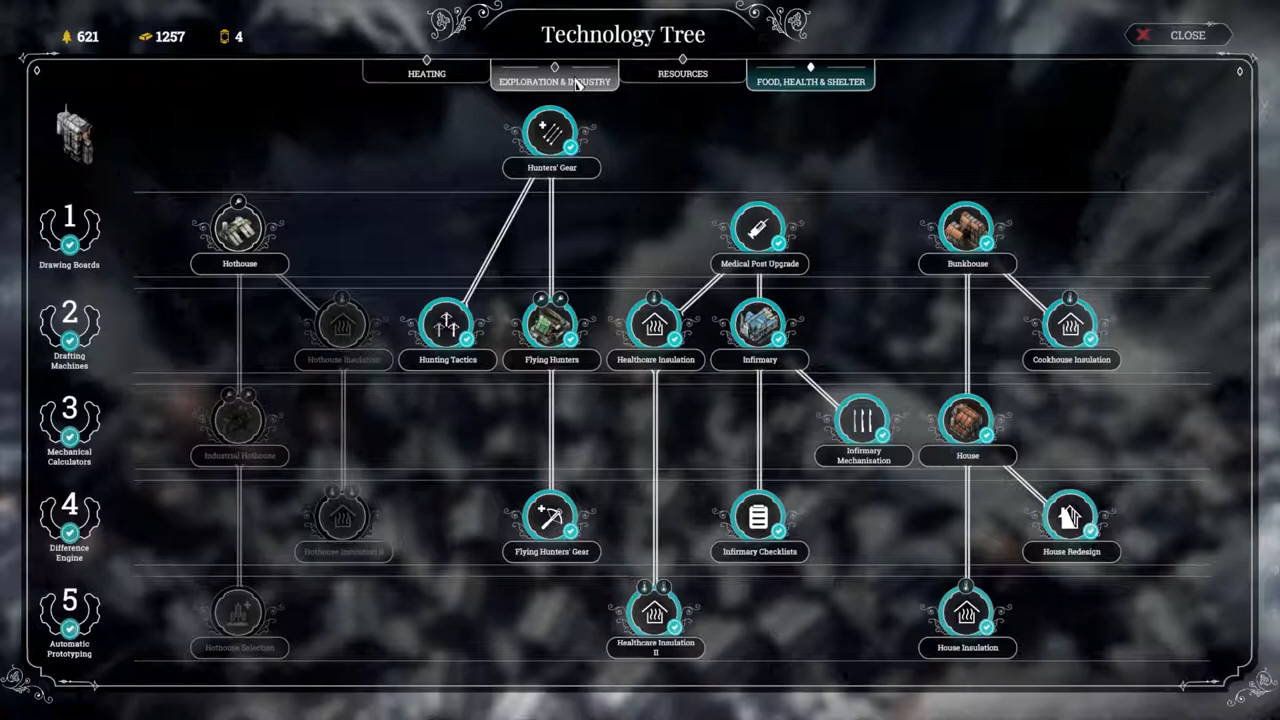 621
1257
4
Technology Tree
CLOSE
HEATING
EXPLORATION & INDUSTRY
RESOURCES
FOOD, HEALTH & SHELTER
Hunters' Gear
1
Drawing Boards
Hothouse
Medical Post Upgrade
Bunkhouse
2
Drafting
Machines
Hothouse Insulation
Hunting Tactics
Flying Hunters
Healthcare Insulation
Infirmary
Cookhouse Insulation
3
Mechanical
Calculators
Industrial Hothouse
Infirmary
Mechanisation
House
4
Difference
Engine
Hothouse Insulation II
Flying Hunters' Gear
Infirmary Checklists
House Redesign
5
Automatic
Prototyping
Hothouse Selection
Healthcare Insulation
II
House Insulation